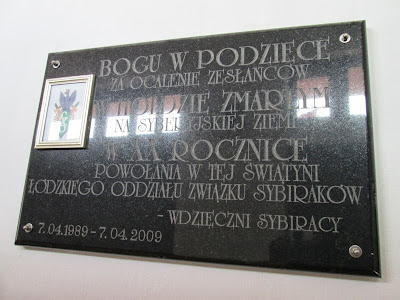 BOGU W PODZIĘCE
ZA OCALENIE ZESŁAŃCÓW
W HOŁDZIE ZMARŁYM
NA SYBERYJSKIEJ ZIEMI
W XX ROCZNICĘ
POWOŁANIA W TEJ ŚWIĄTYNI
ŁÓDZKIEGO ODDZIAŁU ZWIĄZKU SYBIRAKÓW
- WDZIĘCZNI SYBIRACY
7.04.1989 - 7.04.2009